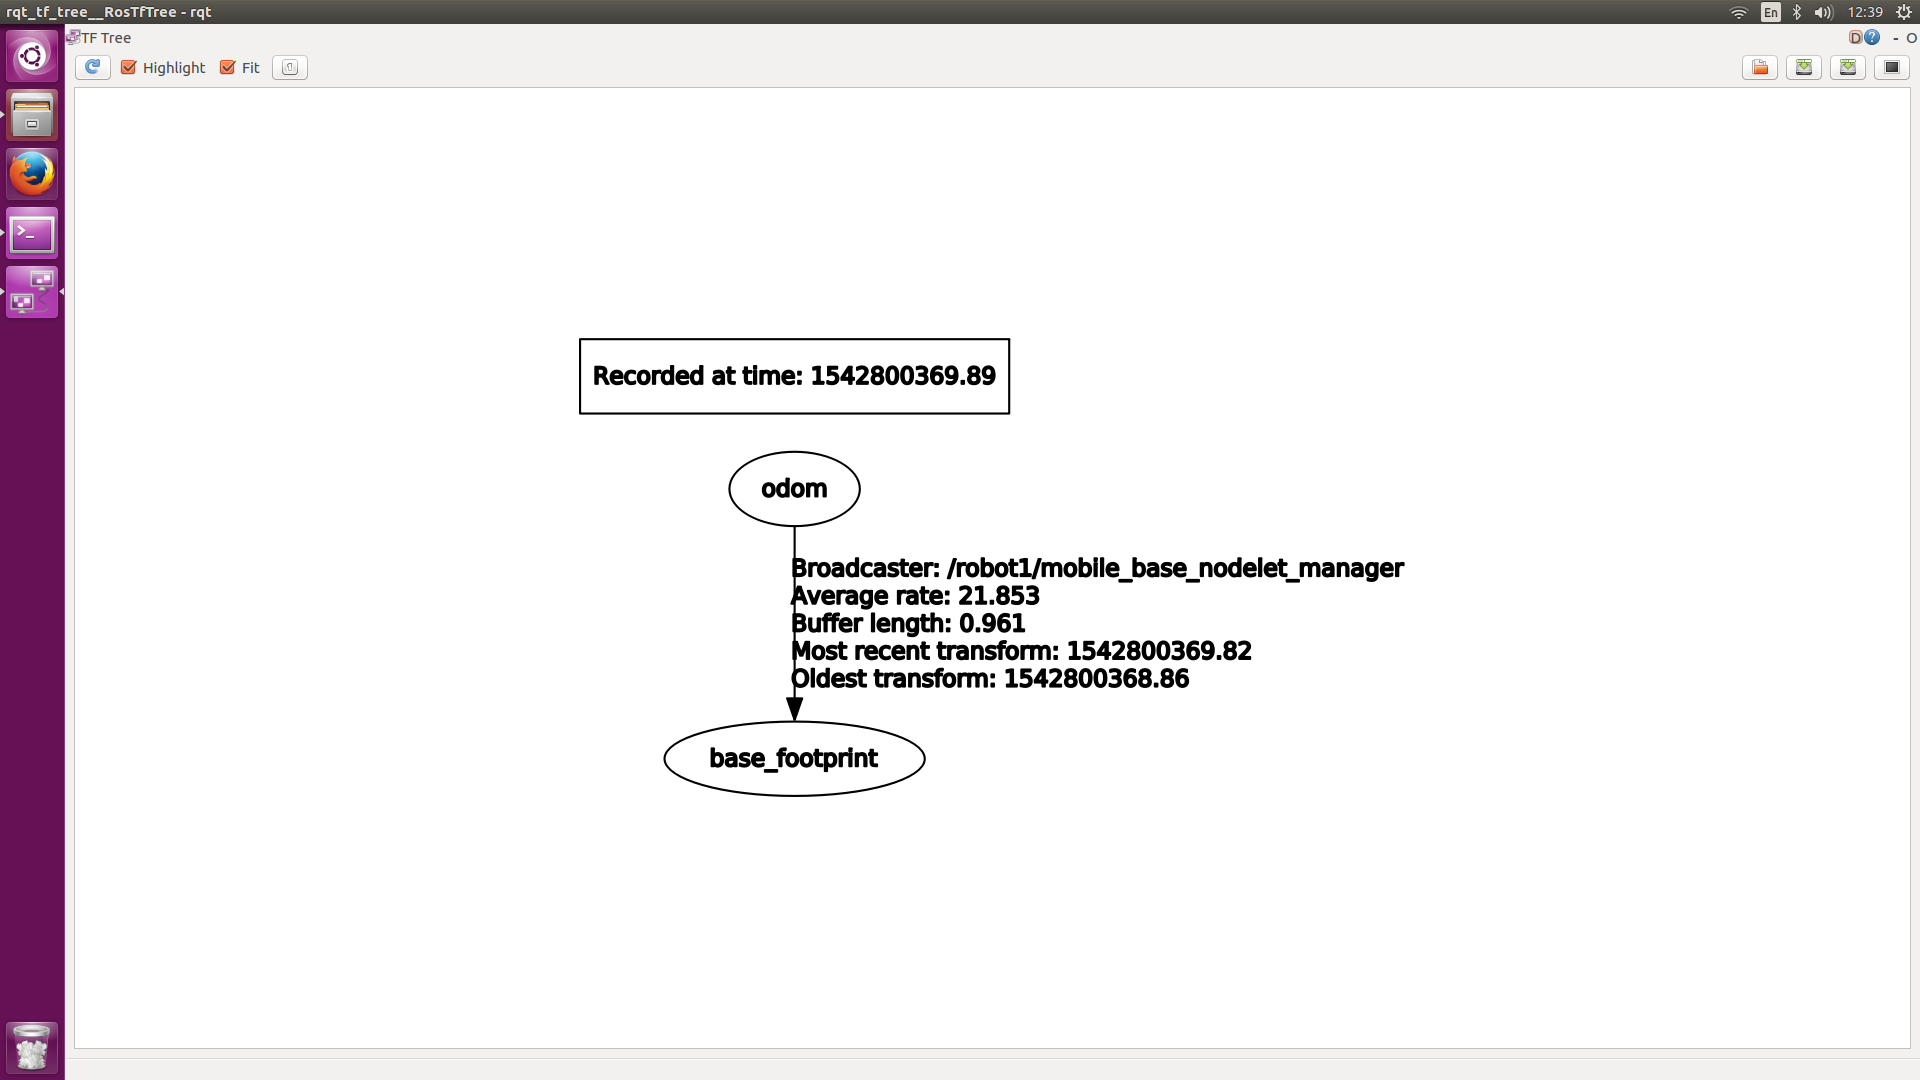 rqt_tf_tree__RosTfTree - rqt
En
12:39
TF Tree
D
?
- O
Highlight
Fit
Recorded at time: 1542800369.89
odom
Broadcaster: /robot1/mobile_base_nodelet_manager
Average rate: 21.853
Buffer length: 0.961
Most recent transform: 1542800369.82
Oldest transform: 1542800368.86
base_footprint